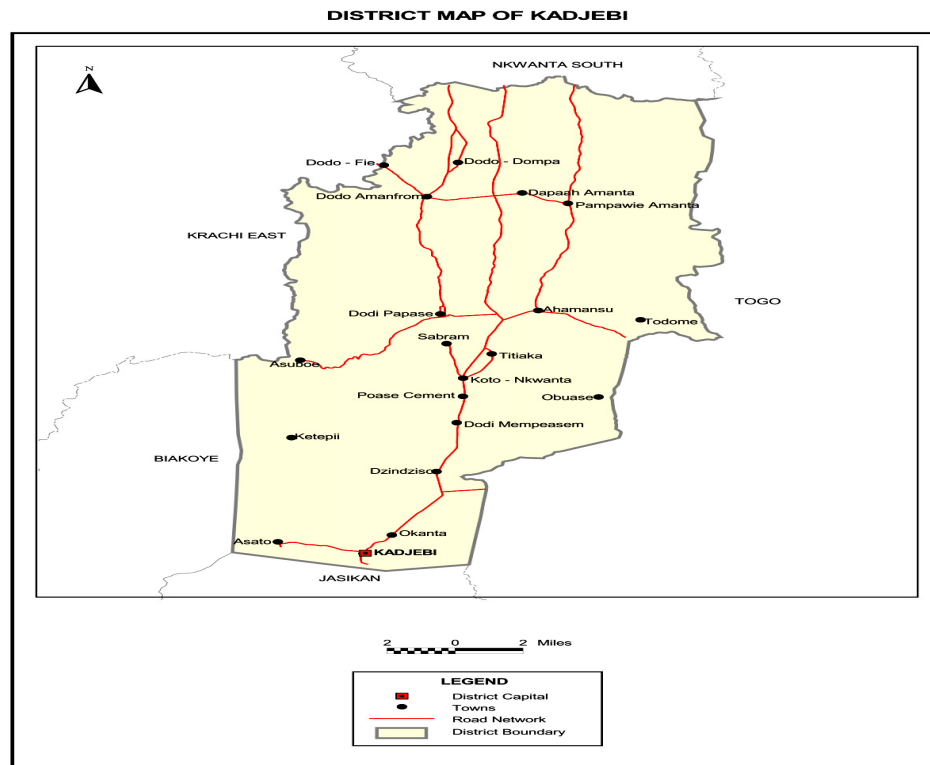 DISTRICT MAP OF KADJEBI
NKWANTA SOUTH
N
Dodo - Fie
Dodo - Dompa
Dodo Amanfrom
Dapaah Amanta
Pampawie Amanta
KRACHI EAST
TOGO
Dodi Papase
Ahamansu
Todome
Sabram
Titiaka
Asuboe
Koto - Nkwanta
Poase Cement
Obuase
Dodi Mempeasem
Ketepii
BIAKOYE
Dzindziso
Okanta
Asato
KADJEBI
JASIKAN
2 0 2 Miles
LEGEND
District Capital
Towns
Road Network
District Boundary